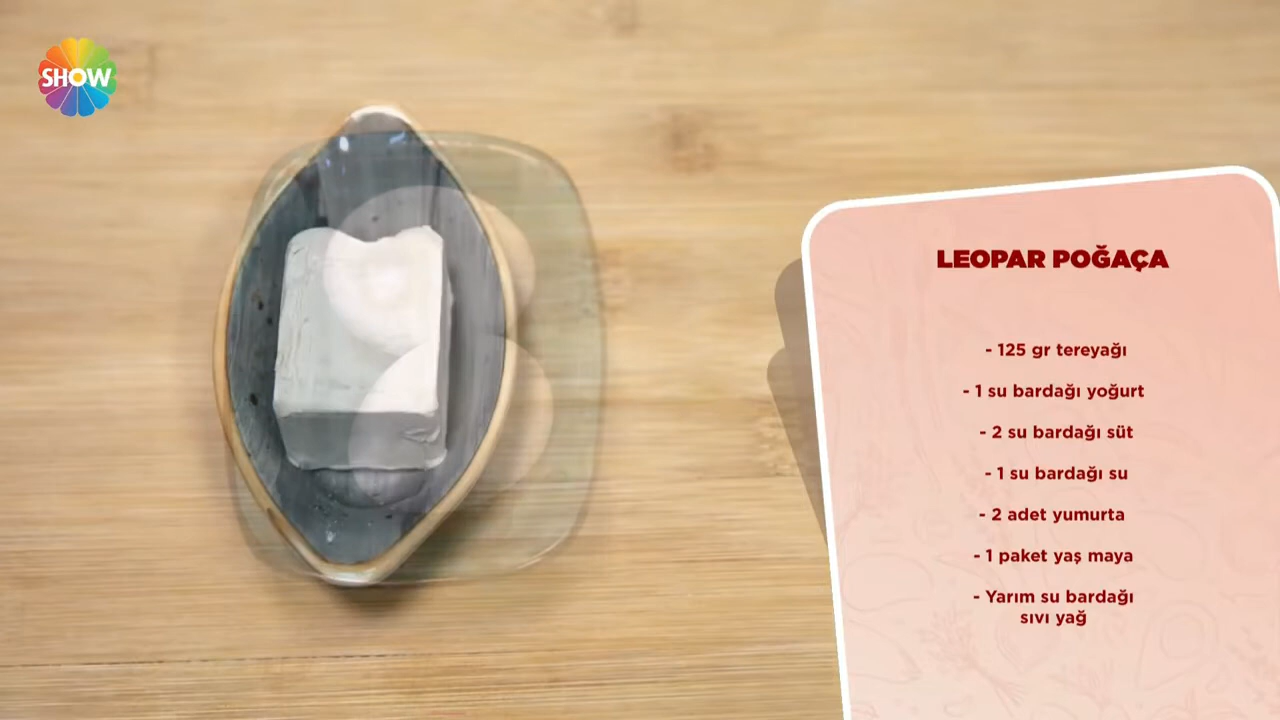 SHOW
LEOPAR POĞAÇA
- 125 gr tereyağı
- 1 su bardağı yoğurt
- 2 su bardağı süt
- 1 su bardağı su
- 2 adet yumurta
- 1 paket yaş maya
- Yarım su bardağı
sıvı yağ